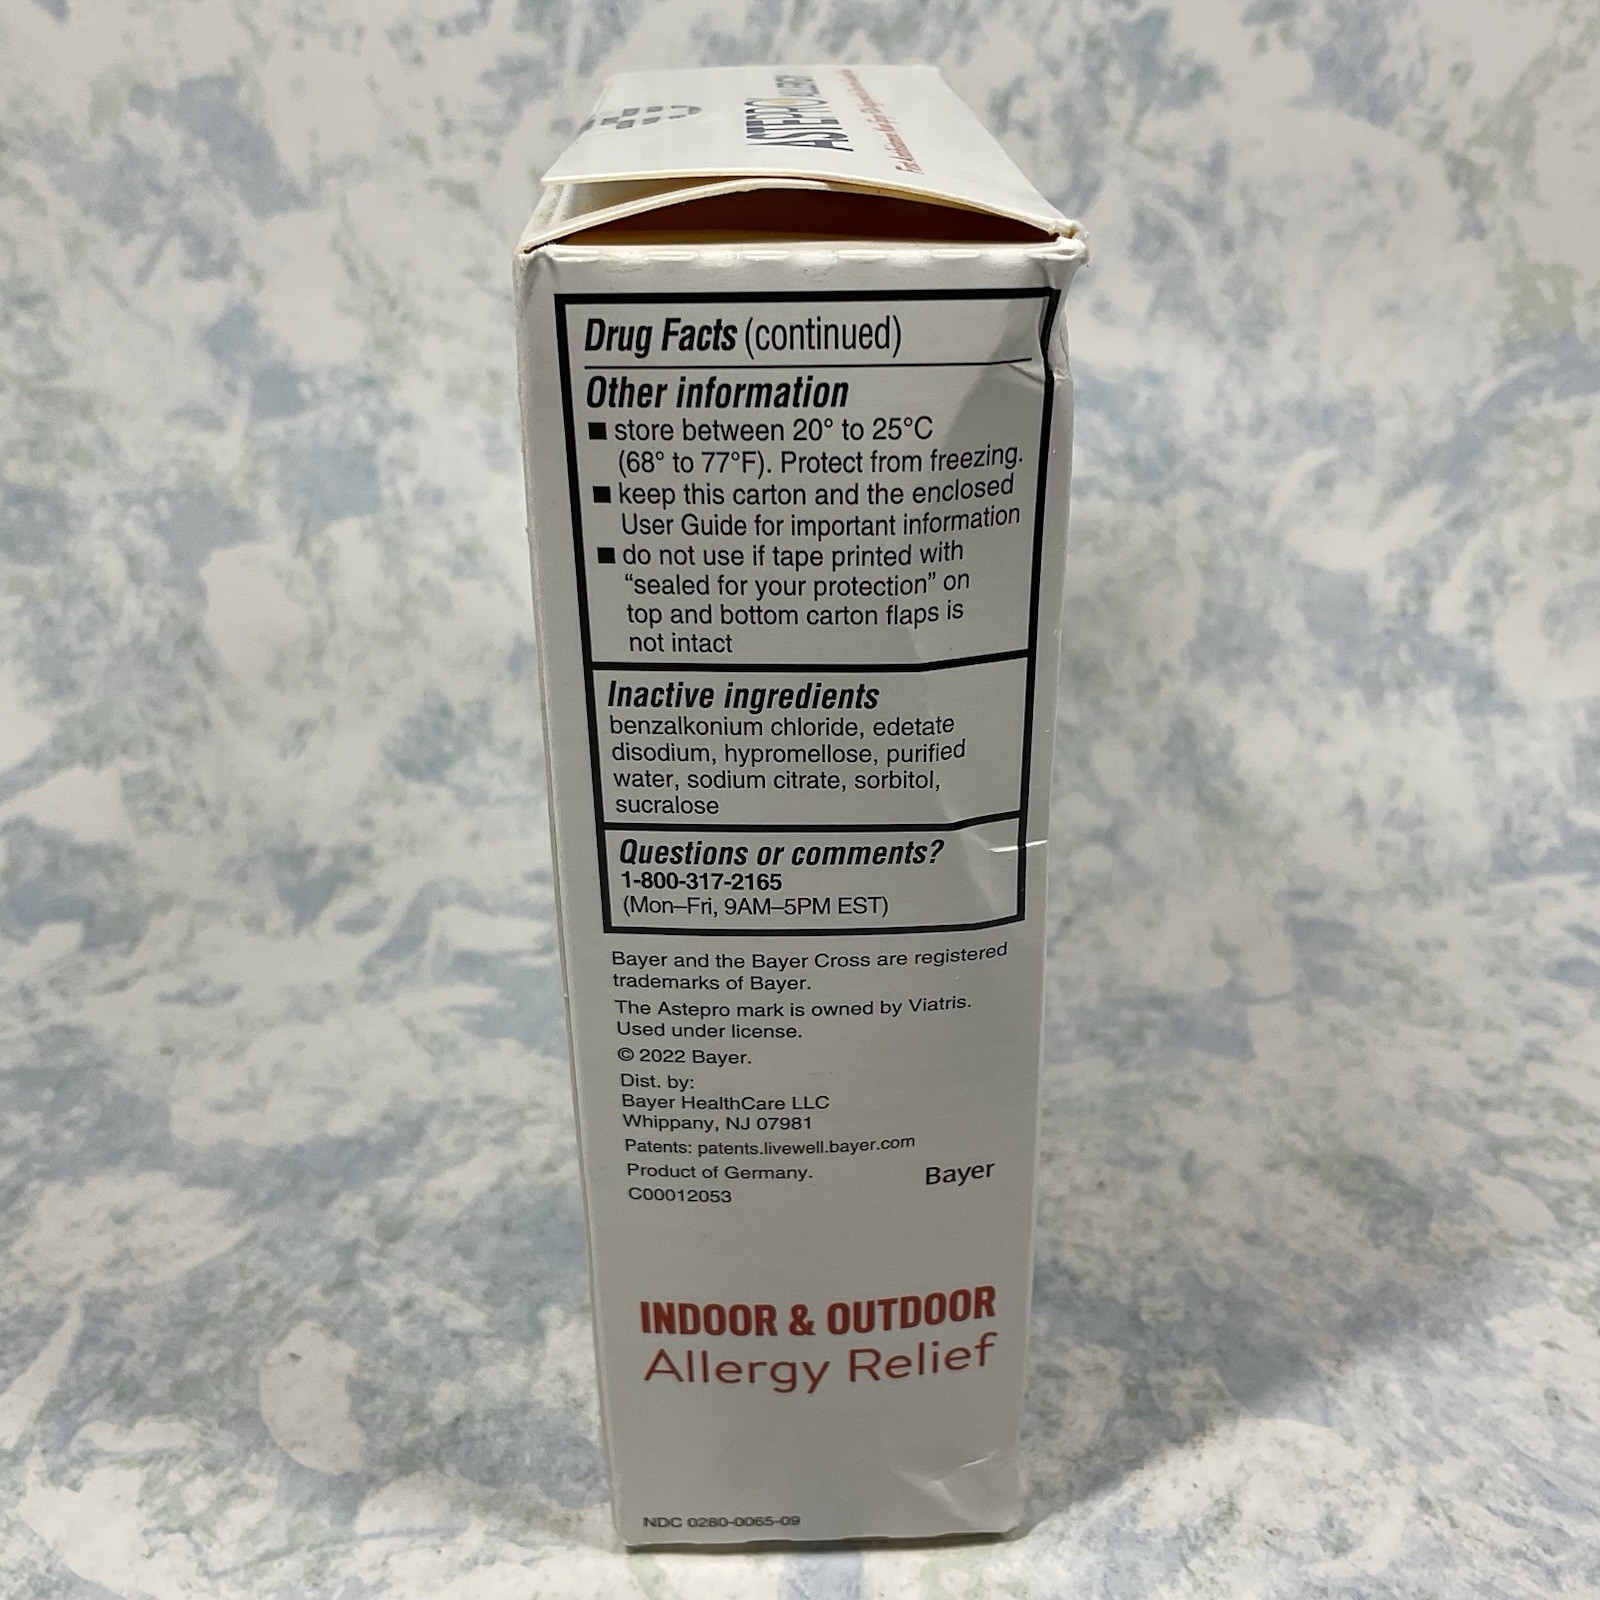 ASTEPRO ALLERGY
Drug Facts (continued)
Other information
■ store between 20° to 25°C
(68° to 77°F). Protect from freezing.
■ keep this carton and the enclosed
User Guide for important information
■ do not use if tape printed with
“sealed for your protection” on
top and bottom carton flaps is
not intact
Inactive ingredients
benzalkonium chloride, edetate
disodium, hypromellose, purified
water, sodium citrate, sorbitol,
sucralose
Questions or comments?
1-800-317-2165
(Mon–Fri, 9AM–5PM EST)
Bayer and the Bayer Cross are registered
trademarks of Bayer.
The Astepro mark is owned by Viatris.
Used under license.
© 2022 Bayer.
Dist. by:
Bayer HealthCare LLC
Whippany, NJ 07981
Patents: patents.livewell.bayer.com
Product of Germany.
Bayer
C00012053
INDOOR & OUTDOOR
Allergy Relief
NDC 0280-0065-09